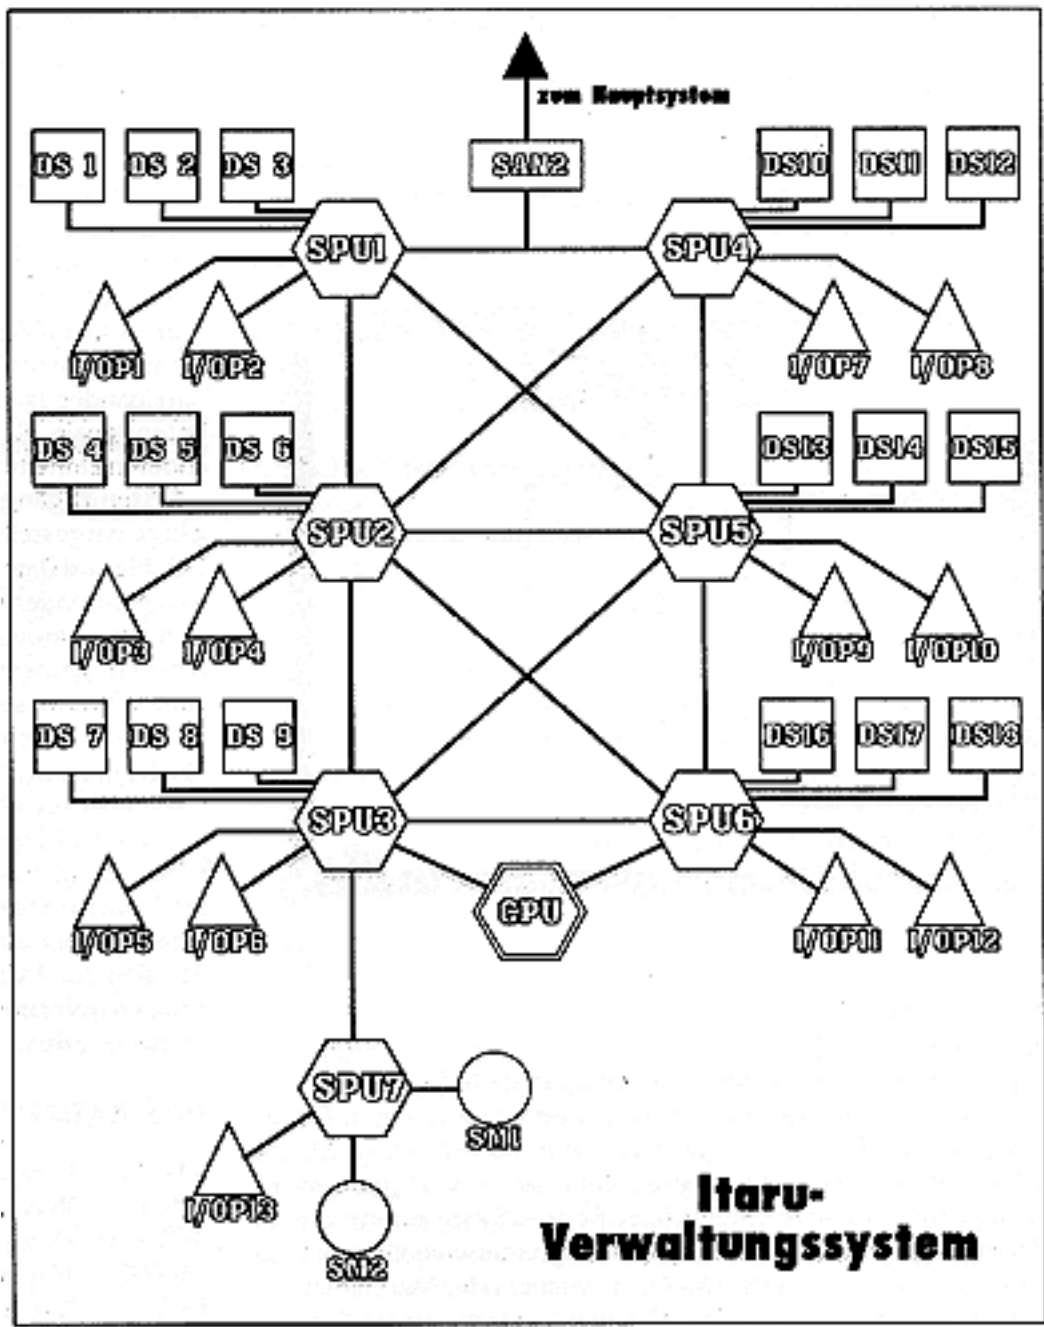 zum Hauptsystem
DS 1 DS 2 DS 3 SAN2 DS10 DS11 DS12
SPU1 SPU4
I/OP1 I/OP2 I/OP7 I/OP8
DS 4 DS 5 DS 6 DS13 DS14 DS15
SPU2 SPU5
I/OP3 I/OP4 I/OP9 I/OP10
DS 7 DS 8 DS 9 DS16 DS17 DS18
SPU3 SPU6
CPU
I/OP5 I/OP6 I/OP11 I/OP12
SPU7
SM1
I/OP13
SM2
Itaru-
Verwaltungssystem